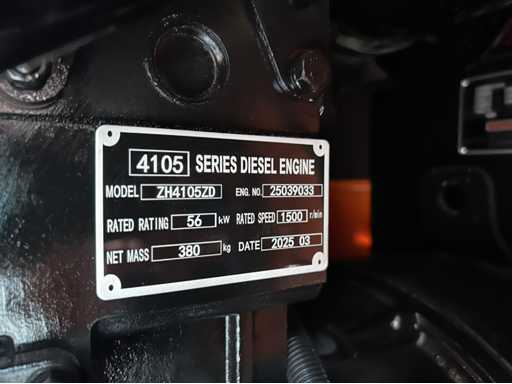 4105 SERIES DIESEL ENGINE
MODEL ZH4105ZD ENG. NO. 25039033
RATED RATING 56 kW RATED SPEED 1500 r/min
NET MASS 380 kg DATE 2025 03